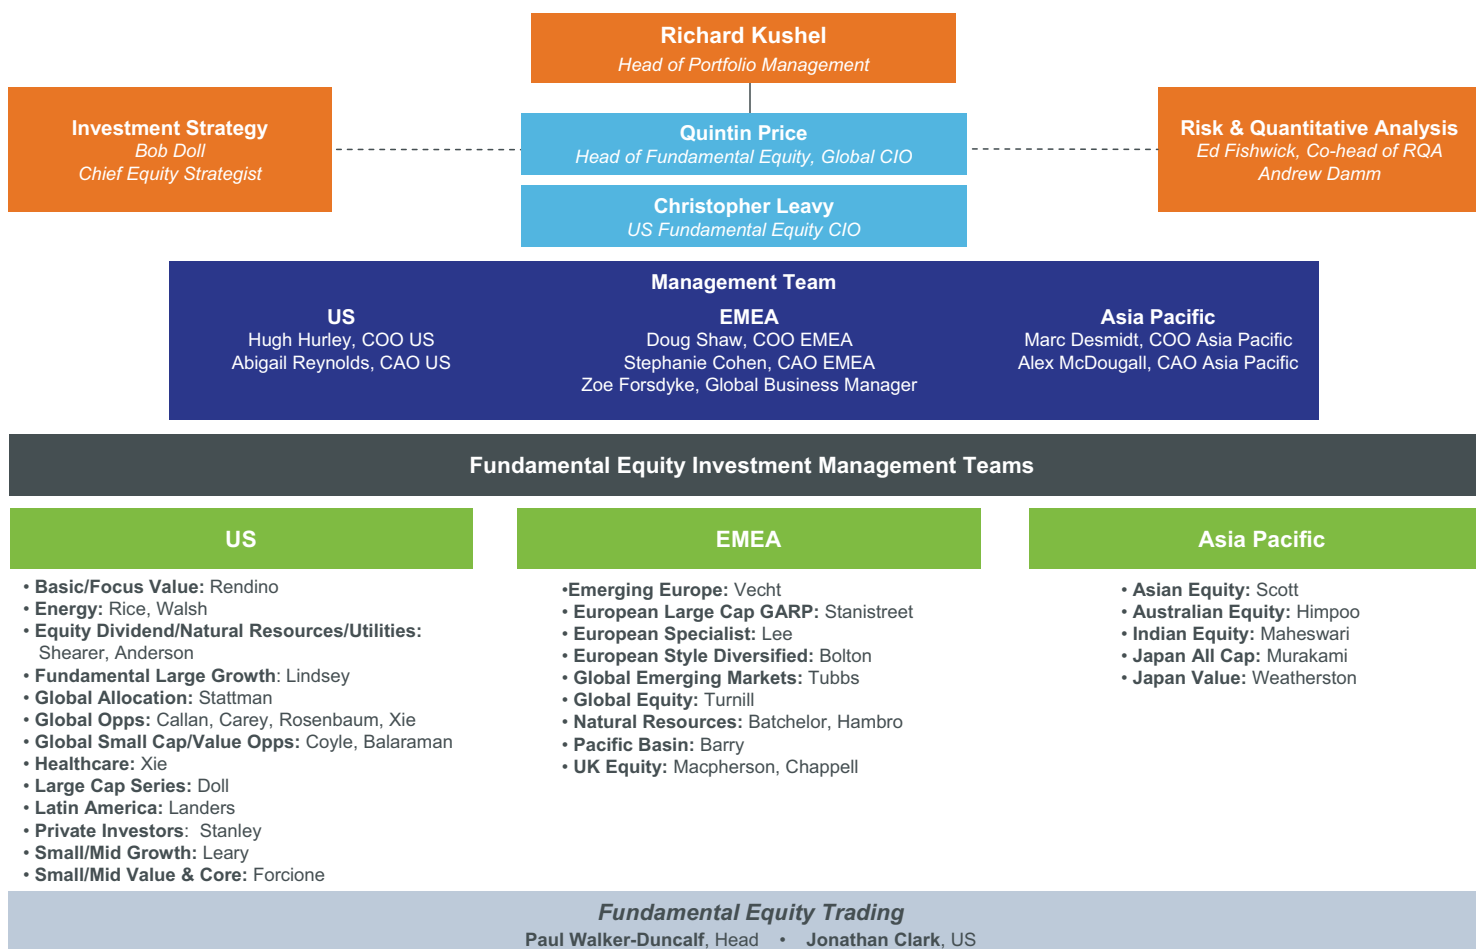 Richard Kushel
Head of Portfolio Management
Investment Strategy
Bob Doll
Chief Equity Strategist
Quintin Price
Head of Fundamental Equity, Global CIO
Risk & Quantitative Analysis
Ed Fishwick, Co-head of RQA
Andrew Damm
Christopher Leavy
US Fundamental Equity CIO
Management Team
US
Hugh Hurley, COO US
Abigail Reynolds, CAO US
EMEA
Doug Shaw, COO EMEA
Stephanie Cohen, CAO EMEA
Zoe Forsdyke, Global Business Manager
Asia Pacific
Marc Desmidt, COO Asia Pacific
Alex McDougall, CAO Asia Pacific
Fundamental Equity Investment Management Teams
US
• Basic/Focus Value: Rendino
• Energy: Rice, Walsh
• Equity Dividend/Natural Resources/Utilities:
Shearer, Anderson
• Fundamental Large Growth: Lindsey
• Global Allocation: Stattman
• Global Opps: Callan, Carey, Rosenbaum, Xie
• Global Small Cap/Value Opps: Coyle, Balaraman
• Healthcare: Xie
• Large Cap Series: Doll
• Latin America: Landers
• Private Investors: Stanley
• Small/Mid Growth: Leary
• Small/Mid Value & Core: Forcione
EMEA
•Emerging Europe: Vecht
• European Large Cap GARP: Stanistreet
• European Specialist: Lee
• European Style Diversified: Bolton
• Global Emerging Markets: Tubbs
• Global Equity: Turnill
• Natural Resources: Batchelor, Hambro
• Pacific Basin: Barry
• UK Equity: Macpherson, Chappell
Asia Pacific
• Asian Equity: Scott
• Australian Equity: Himpoo
• Indian Equity: Maheswari
• Japan All Cap: Murakami
• Japan Value: Weatherston
Fundamental Equity Trading
Paul Walker-Duncalf, Head • Jonathan Clark, US